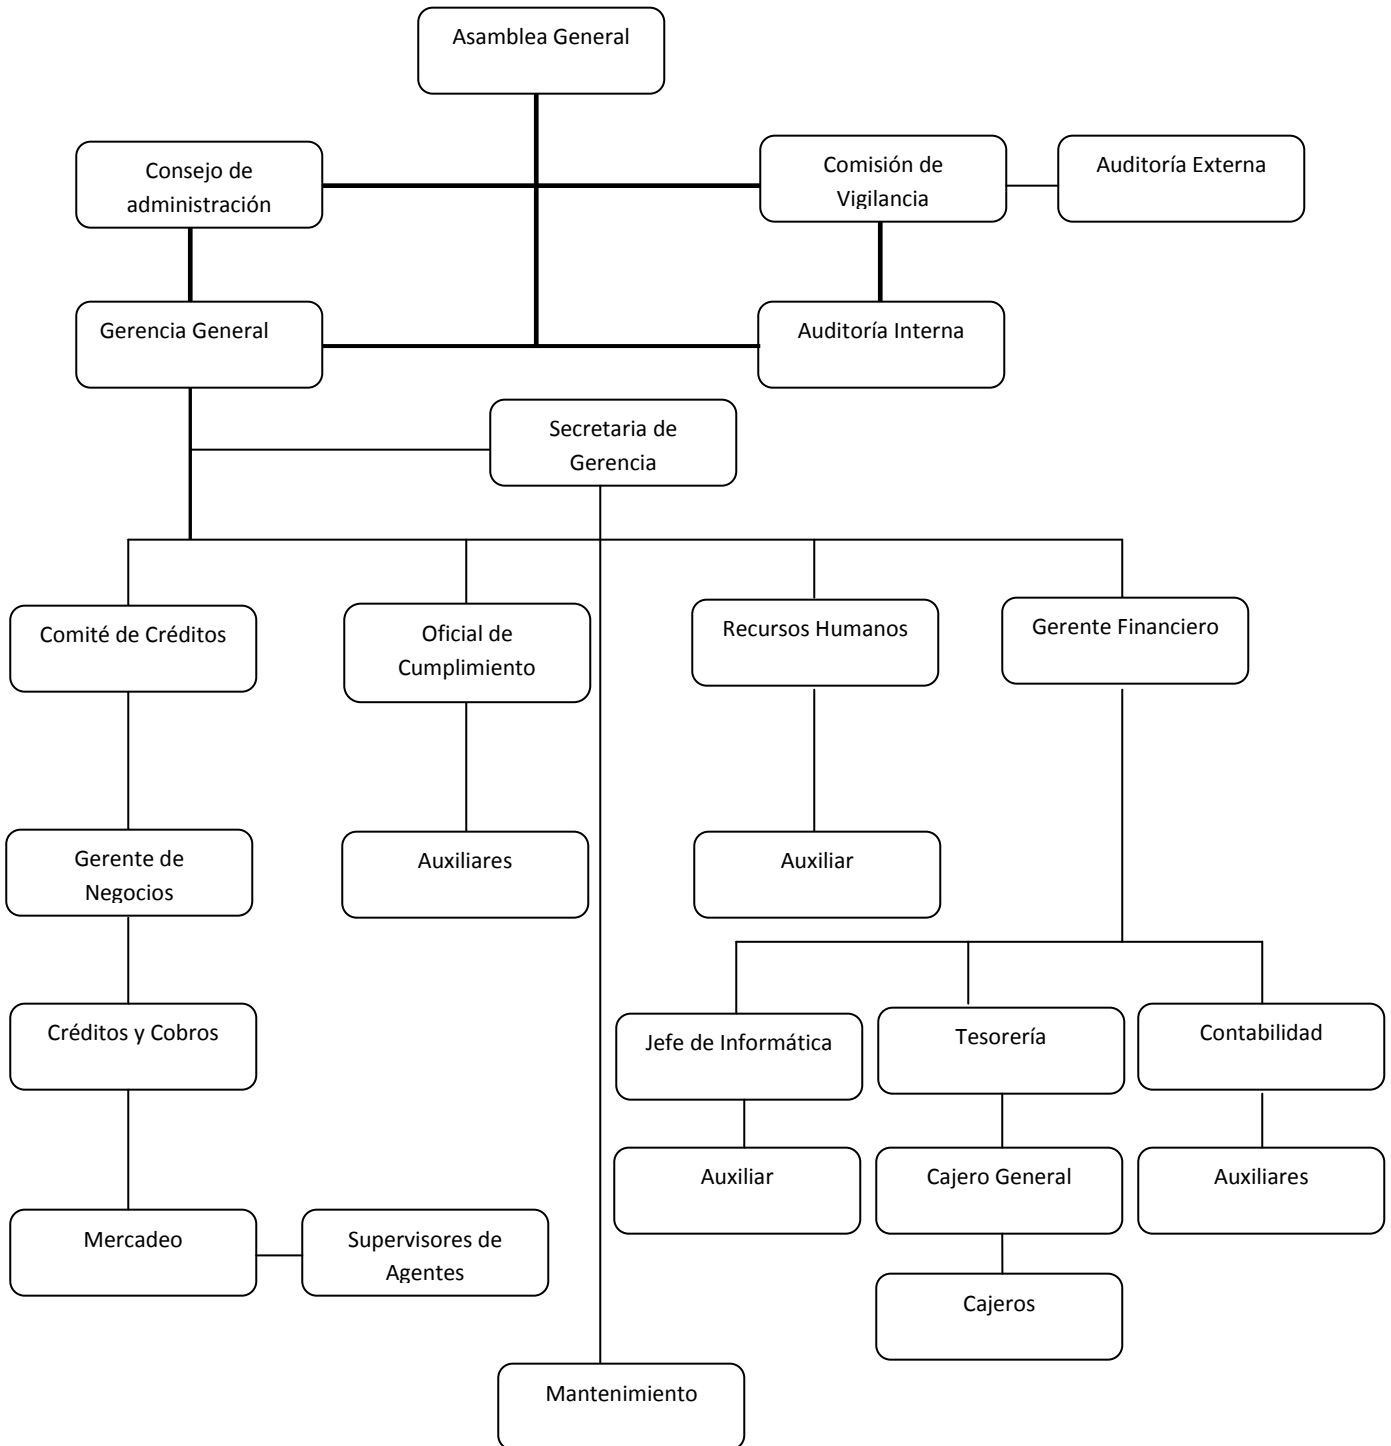 Asamblea General
Consejo de
administración
Comisión de
Vigilancia
Auditoría Externa
Gerencia General
Auditoría Interna
Secretaria de
Gerencia
Comité de Créditos
Oficial de
Cumplimiento
Recursos Humanos
Gerente Financiero
Gerente de
Negocios
Auxiliares
Auxiliar
Créditos y Cobros
Jefe de Informática
Tesorería
Contabilidad
Auxiliar
Cajero General
Auxiliares
Mercadeo
Supervisores de
Agentes
Cajeros
Mantenimiento